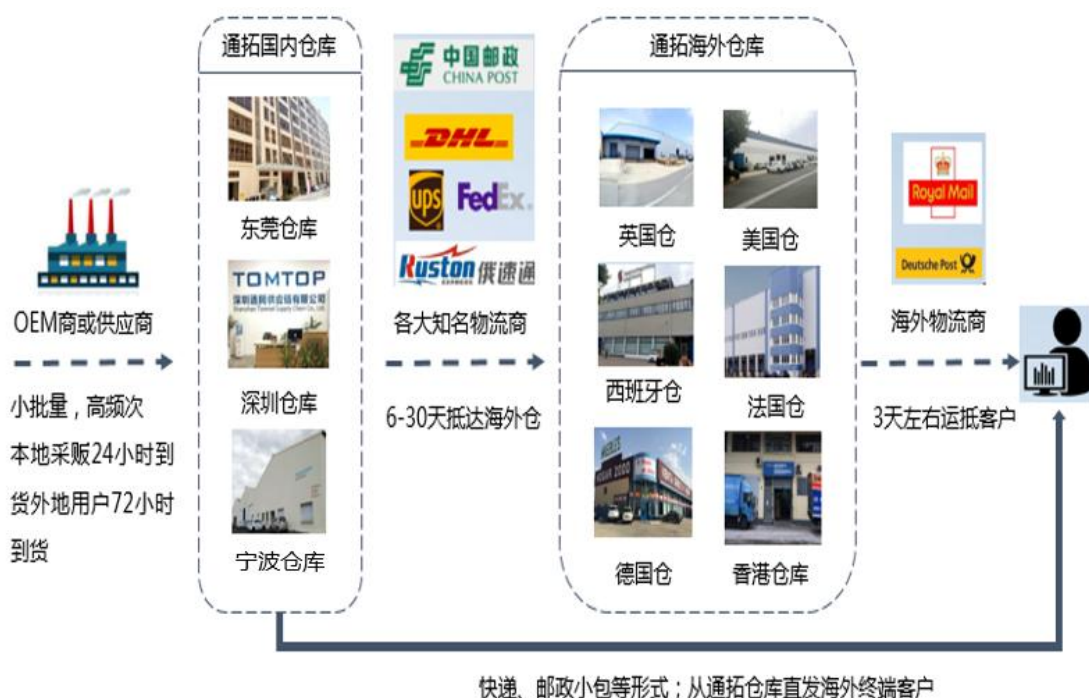 通拓国内仓库
中国邮政
CHINA POST
通拓海外仓库
DHL
ups
FedEx.
Royal Mail
东莞仓库
英国仓
美国仓
Ruston 俄速通
EXPRESS
Deutsche Post
TOMTOP
深圳通网供应链有限公司
OEM商或供应商
各大知名物流商
海外物流商
小批量，高频次
深圳仓库
6-30天抵达海外仓
西班牙仓
法国仓
3天左右运抵客户
本地采贩24小时到
货外地用户72小时
到货
宁波仓库
德国仓
香港仓库
快递、邮政小包等形式；从通拓仓库直发海外终端客户